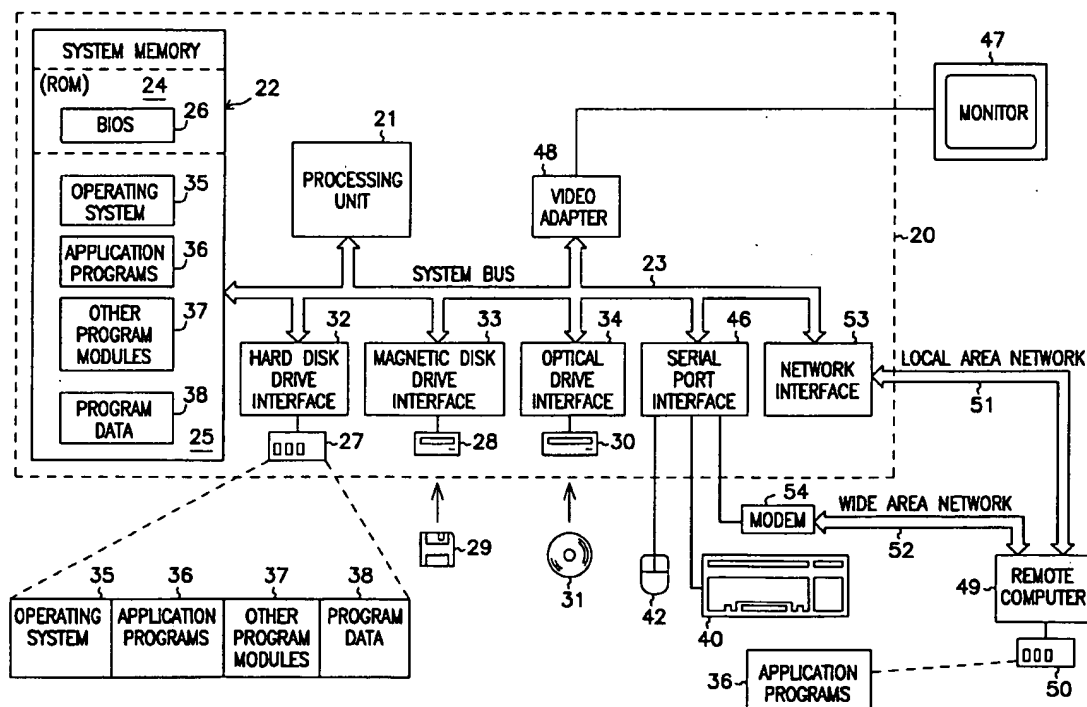 SYSTEM MEMORY
(ROM) 24
22
26
BIOS
35
OPERATING
SYSTEM
36
APPLICATION
PROGRAMS
37
OTHER
PROGRAM
MODULES
38
PROGRAM
DATA
25
21
PROCESSING
UNIT
48
VIDEO
ADAPTER
47
MONITOR
20
SYSTEM BUS
23
32
HARD DISK
DRIVE
INTERFACE
33
MAGNETIC DISK
DRIVE
INTERFACE
34
OPTICAL
DRIVE
INTERFACE
46
SERIAL
PORT
INTERFACE
53
NETWORK
INTERFACE
LOCAL AREA NETWORK
51
27
28
30
29
31
42
40
54
MODEM
WIDE AREA NETWORK
52
49
REMOTE
COMPUTER
50
36
APPLICATION
PROGRAMS
35
OPERATING
SYSTEM
36
APPLICATION
PROGRAMS
37
OTHER
PROGRAM
MODULES
38
PROGRAM
DATA